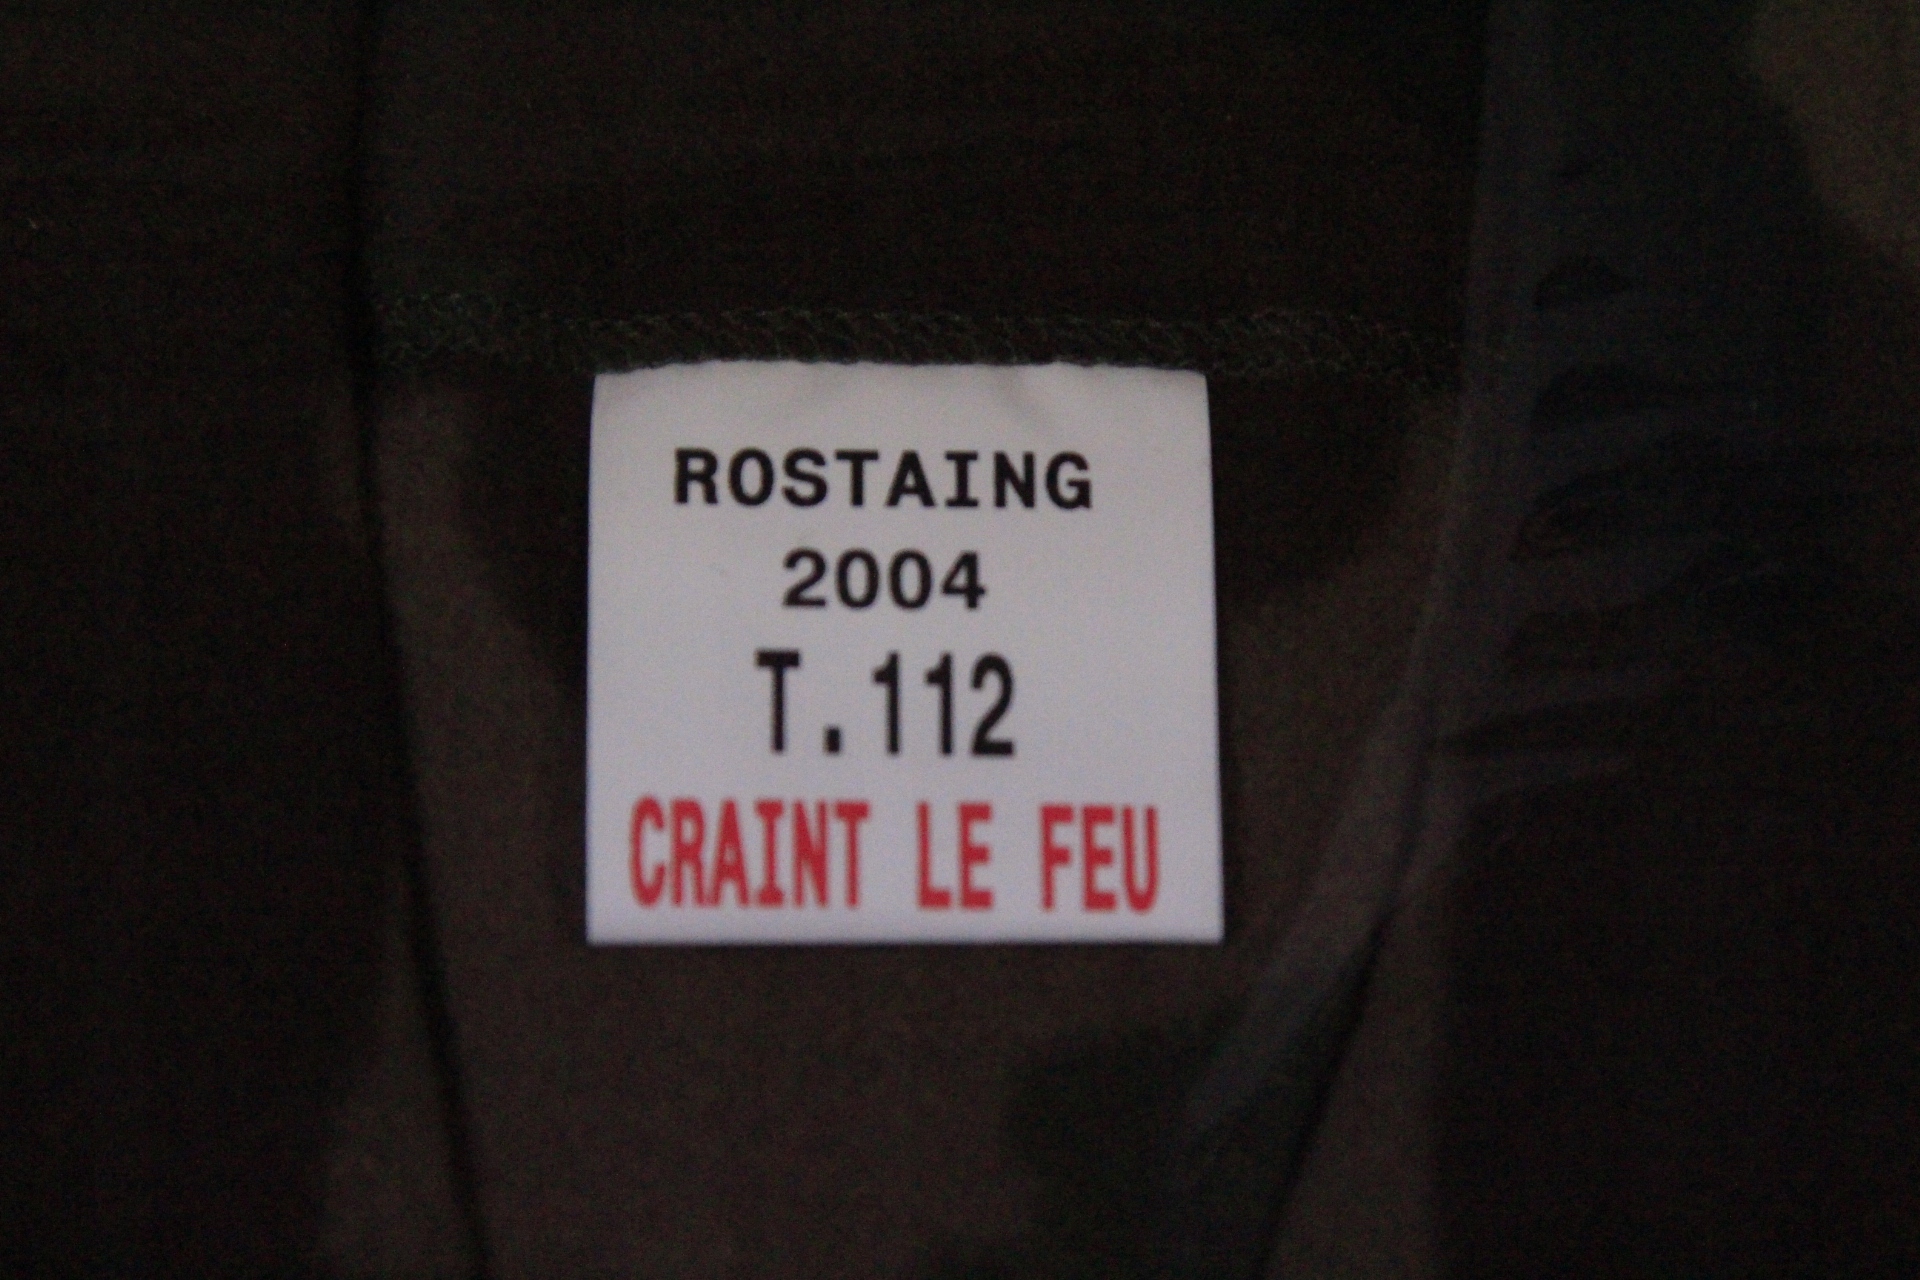 ROSTAING
2004
T.112
CRAINT LE FEU